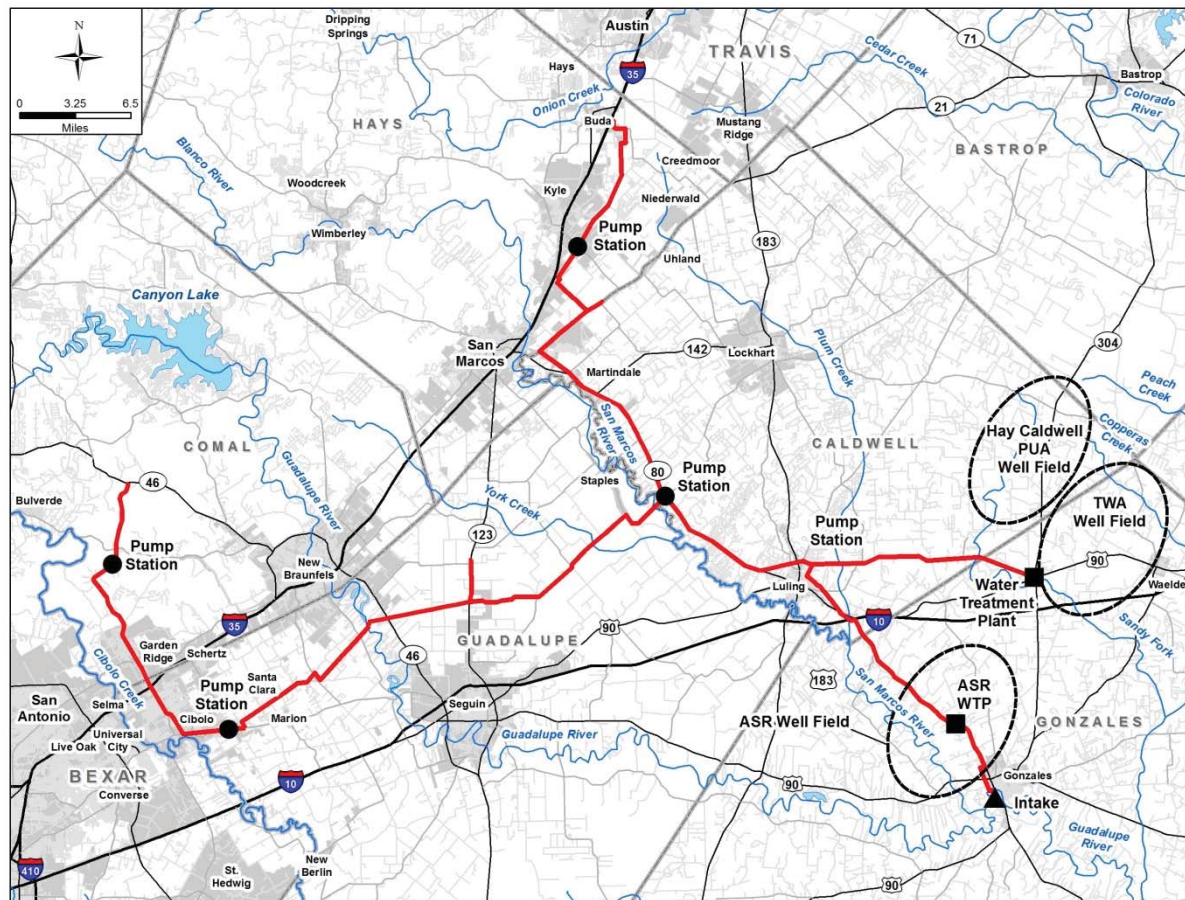 N
0 3.25 6.5
Miles
Dripping
Springs
Austin
TRAVIS
Hays
35
Onion Creek
Cedar Creek
71
Bastrop
Colorado
River
21
HAYS
Buda
Mustang
Ridge
BASTROP
Blanco River
Woodcreek
Creedmoor
Kyle
Niederwald
Wimberley
Pump
Station
183
Uhland
Canyon Lake
Plum Creek
304
San
Marcos
142
Lockhart
Martindale
Peach
Creek
COMAL
Guadalupe River
San Marcos
River
CALDWELL
Hay Caldwell
PUA
Well Field
Copperas
Creek
46
80
Pump
Station
Staples
TWA
Well Field
Bulverde
York Creek
123
Pump
Station
Pump
Station
New
Braunfels
90
Luling
Water
Treatment
Plant
Waelder
10
Sandy Fork
35
GUADALUPE
90
Garden
Ridge
Schertz
46
Cibolo Creek
Santa
Clara
183
San Marcos River
ASR
WTP
San
Antonio
Selma
Pump
Station
Cibolo
Marion
Seguin
ASR Well Field
GONZALES
Universal
City
Live Oak
Guadalupe River
BEXAR
10
90
Gonzales
Converse
Intake
Guadalupe
River
410
St.
Hedwig
New
Berlin
90